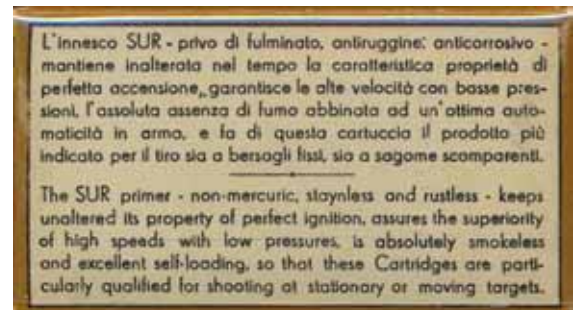 L'innesco SUR - privo di fulminato, antiruggine; anticorrosivo -
mantiene inalterata nel tempo la caratteristica proprietà di
perfetta accensione, garantisce le alte velocità con basse pres-
sioni, l'assoluta assenza di fumo abbinata ad un'ottima auto-
maticità in arma, e fa di questa cartuccia il prodotto più
indicato per il tiro sia a bersagli fissi, sia a sagome scomparenti.
The SUR primer - non-mercuric, staynless and rustless - keeps
unaltered its property of perfect ignition, assures the superiority
of high speeds with low pressures, is absolutely smokeless
and excellent self-loading, so that these Cartridges are parti-
cularly qualified for shooting at stationary or moving targets.